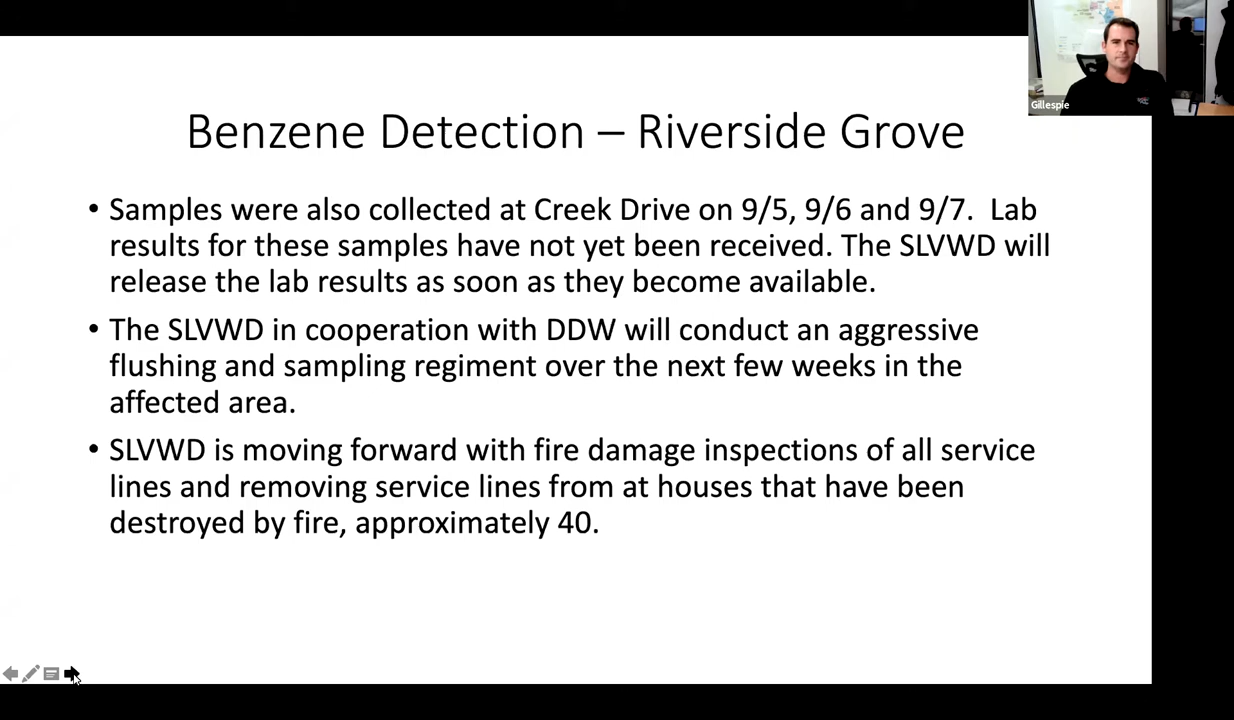 Gillespie
Benzene Detection – Riverside Grove
• Samples were also collected at Creek Drive on 9/5, 9/6 and 9/7. Lab
results for these samples have not yet been received. The SLVWD will
release the lab results as soon as they become available.
• The SLVWD in cooperation with DDW will conduct an aggressive
flushing and sampling regiment over the next few weeks in the
affected area.
• SLVWD is moving forward with fire damage inspections of all service
lines and removing service lines from at houses that have been
destroyed by fire, approximately 40.